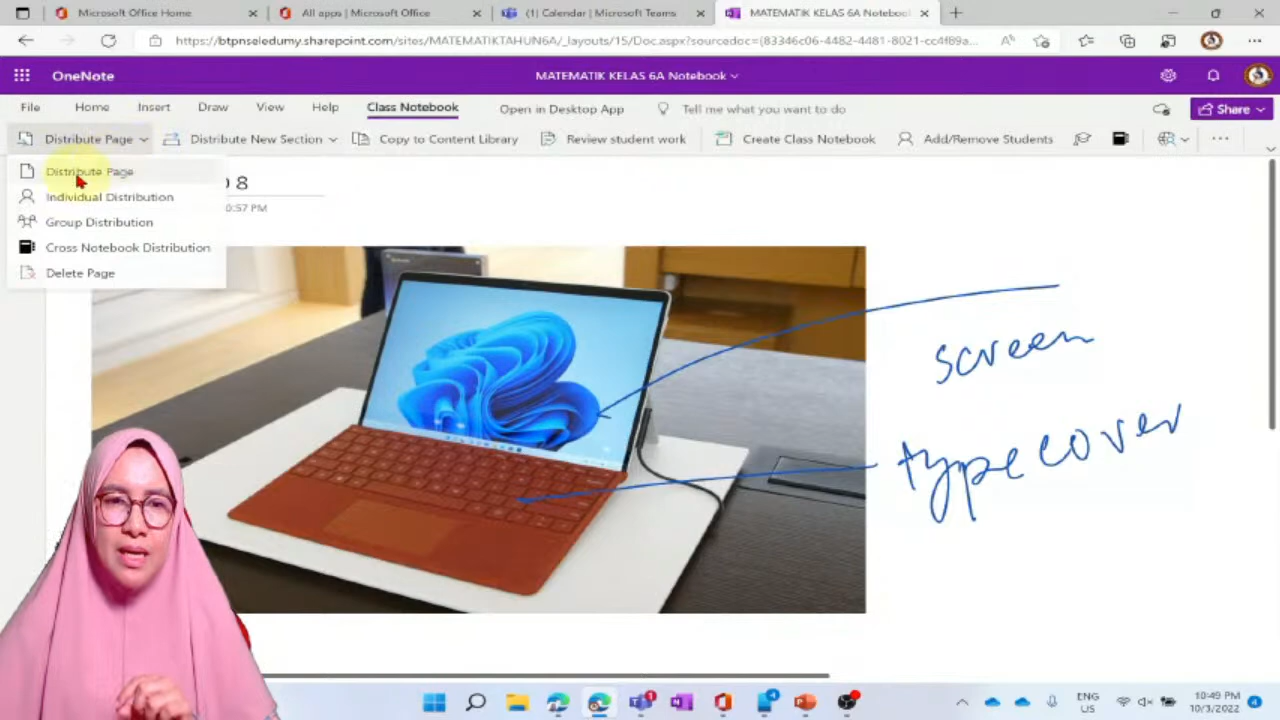 Microsoft Office Home
All apps | Microsoft Office
(1) Calendar | Microsoft Teams
MATEMATIK KELAS 6A Notebook
https://btpnseledumy.sharepoint.com/sites/MATEMATIKTAHUN6A/_layouts/15/Doc.aspx?sourcedoc={83346c06-4482-4481-8021-cc4f89a...
OneNote
MATEMATIK KELAS 6A Notebook
File Home Insert Draw View Help Class Notebook Open in Desktop App Tell me what you want to do Share
Distribute Page Distribute New Section Copy to Content Library Review student work Create Class Notebook Add/Remove Students
Distribute Page
Individual Distribution
Group Distribution
Cross Notebook Distribution
Delete Page
8
0:57 PM
screen
typecover
ENG
US
10:49 PM
10/3/2022